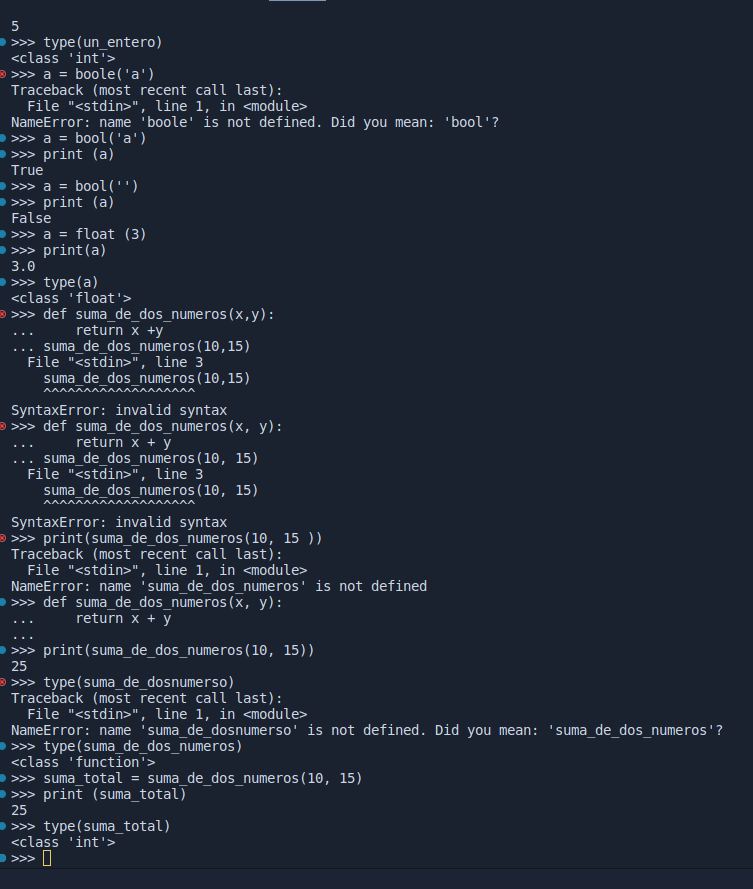 5
>>> type(un_entero)
<class 'int'>
>>> a = boole('a')
Traceback (most recent call last):
  File "<stdin>", line 1, in <module>
NameError: name 'boole' is not defined. Did you mean: 'bool'?
>>> a = bool('a')
>>> print (a)
True
>>> a = bool('')
>>> print (a)
False
>>> a = float (3)
>>> print(a)
3.0
>>> type(a)
<class 'float'>
>>> def suma_de_dos_numeros(x,y):
...     return x +y
... suma_de_dos_numeros(10,15)
  File "<stdin>", line 3
    suma_de_dos_numeros(10,15)
    ^^^^^^^^^^^^^^^^^^^
SyntaxError: invalid syntax
>>> def suma_de_dos_numeros(x, y):
...     return x + y
... suma_de_dos_numeros(10, 15)
  File "<stdin>", line 3
    suma_de_dos_numeros(10, 15)
    ^^^^^^^^^^^^^^^^^^^
SyntaxError: invalid syntax
>>> print(suma_de_dos_numeros(10, 15 ))
Traceback (most recent call last):
  File "<stdin>", line 1, in <module>
NameError: name 'suma_de_dos_numeros' is not defined
>>> def suma_de_dos_numeros(x, y):
...     return x + y
...
>>> print(suma_de_dos_numeros(10, 15))
25
>>> type(suma_de_dosnumerso)
Traceback (most recent call last):
  File "<stdin>", line 1, in <module>
NameError: name 'suma_de_dosnumerso' is not defined. Did you mean: 'suma_de_dos_numeros'?
>>> type(suma_de_dos_numeros)
<class 'function'>
>>> suma_total = suma_de_dos_numeros(10, 15)
>>> print (suma_total)
25
>>> type(suma_total)
<class 'int'>
>>>